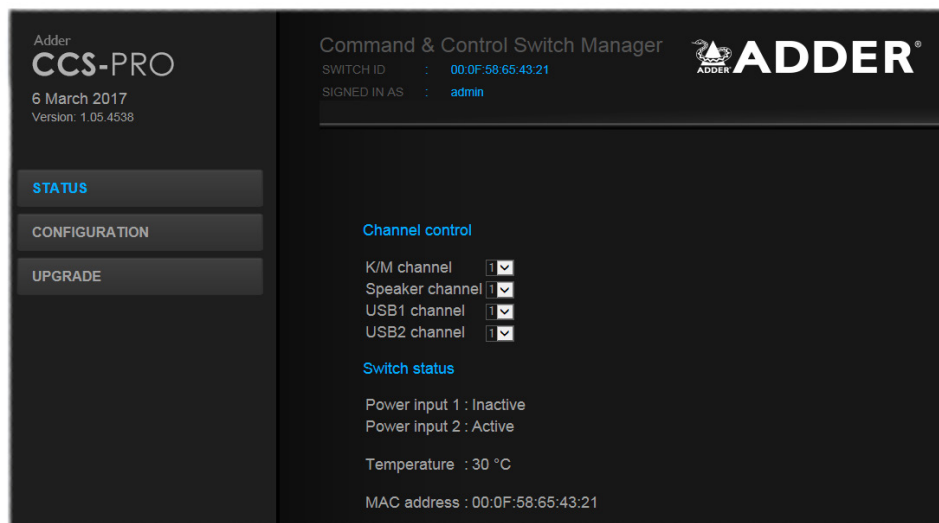 Adder
CCS-PRO
6 March 2017
Version: 1.05.4538
STATUS
CONFIGURATION
UPGRADE
Command & Control Switch Manager
SWITCH ID : 00:0F:58:65:43:21
SIGNED IN AS : admin
ADDER
ADDER®
Channel control
K/M channel 1
Speaker channel 1
USB1 channel 1
USB2 channel 1
Switch status
Power input 1 : Inactive
Power input 2 : Active
Temperature : 30 °C
MAC address : 00:0F:58:65:43:21